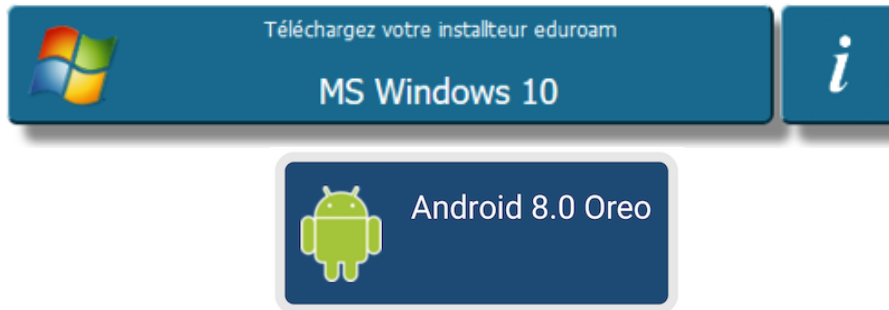 Téléchargez votre installteur eduroam
MS Windows 10
i
Android 8.0 Oreo